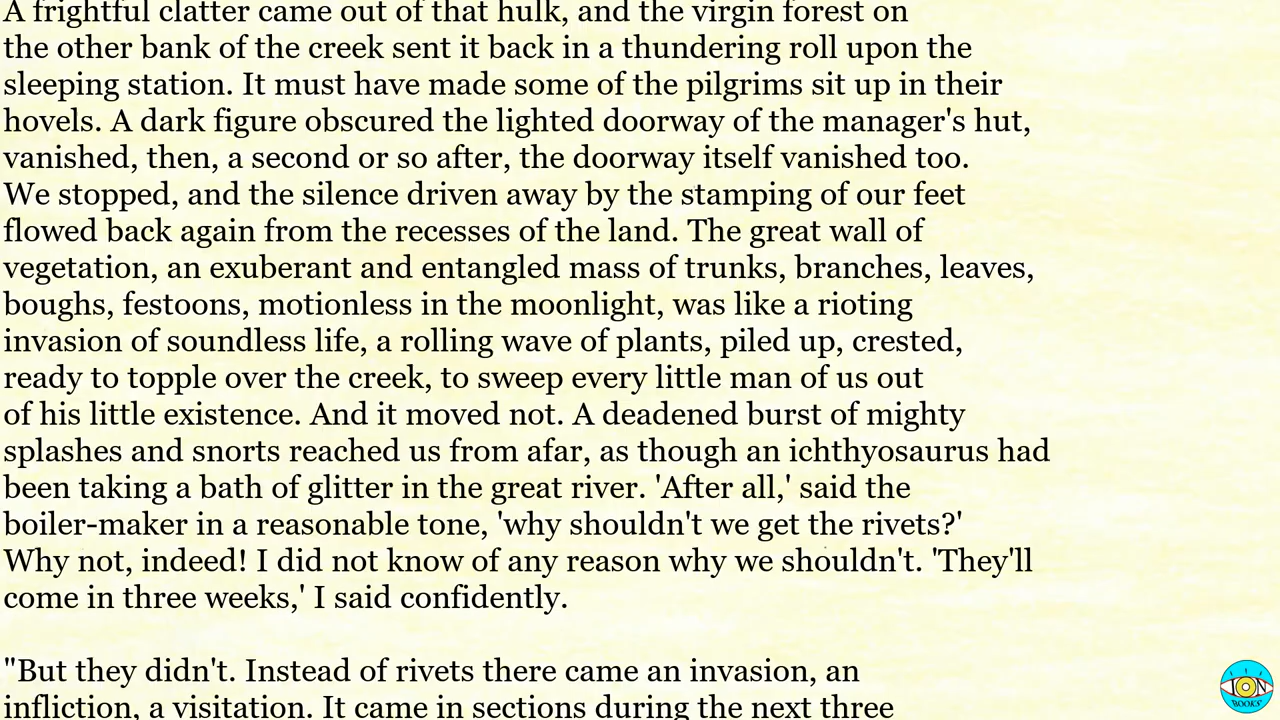 A frightful clatter came out of that hulk, and the virgin forest on
the other bank of the creek sent it back in a thundering roll upon the
sleeping station. It must have made some of the pilgrims sit up in their
hovels. A dark figure obscured the lighted doorway of the manager's hut,
vanished, then, a second or so after, the doorway itself vanished too.
We stopped, and the silence driven away by the stamping of our feet
flowed back again from the recesses of the land. The great wall of
vegetation, an exuberant and entangled mass of trunks, branches, leaves,
boughs, festoons, motionless in the moonlight, was like a rioting
invasion of soundless life, a rolling wave of plants, piled up, crested,
ready to topple over the creek, to sweep every little man of us out
of his little existence. And it moved not. A deadened burst of mighty
splashes and snorts reached us from afar, as though an ichthyosaurus had
been taking a bath of glitter in the great river. 'After all,' said the
boiler-maker in a reasonable tone, 'why shouldn't we get the rivets?'
Why not, indeed! I did not know of any reason why we shouldn't. 'They'll
come in three weeks,' I said confidently.
"But they didn't. Instead of rivets there came an invasion, an
infliction, a visitation. It came in sections during the next three
ION
BOOKS